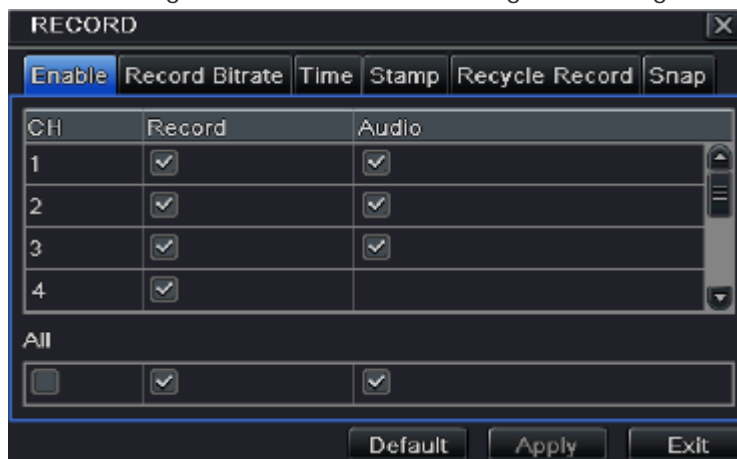 RECORD
Enable Record Bitrate Time Stamp Recycle Record Snap
CH Record Audio
1
2
3
4
All
Default Apply Exit